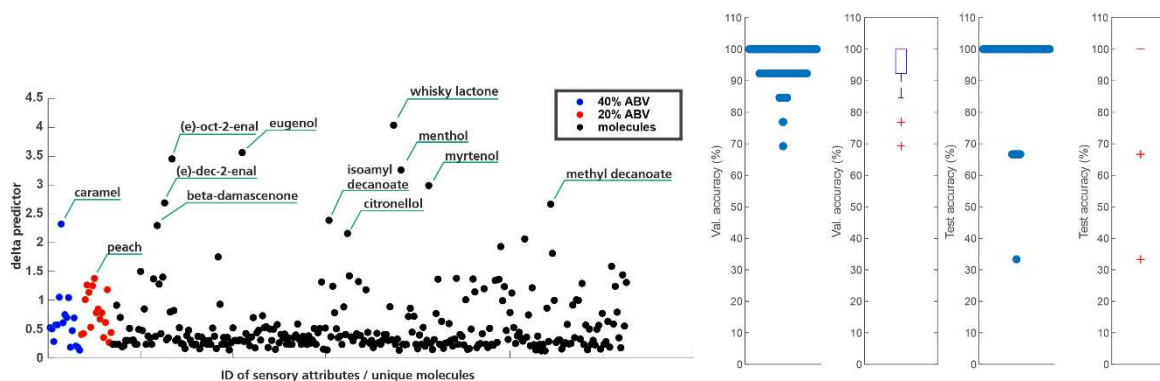 4.5
4
3.5
3
2.5
2
1.5
1
0.5
0
delta predictor
ID of sensory attributes / unique molecules
whisky lactone
(e)-oct-2-enal
eugenol
menthol
(e)-dec-2-enal
isoamyl
decanoate
myrtenol
caramel
beta-damascenone
citronellol
methyl decanoate
peach
40% ABV
20% ABV
molecules
110
100
90
80
70
60
50
40
30
20
10
0
Val. accuracy (%)
110
100
90
80
70
60
50
40
30
20
10
0
Val. accuracy (%)
110
100
90
80
70
60
50
40
30
20
10
0
Test accuracy (%)
110
100
90
80
70
60
50
40
30
20
10
0
Test accuracy (%)